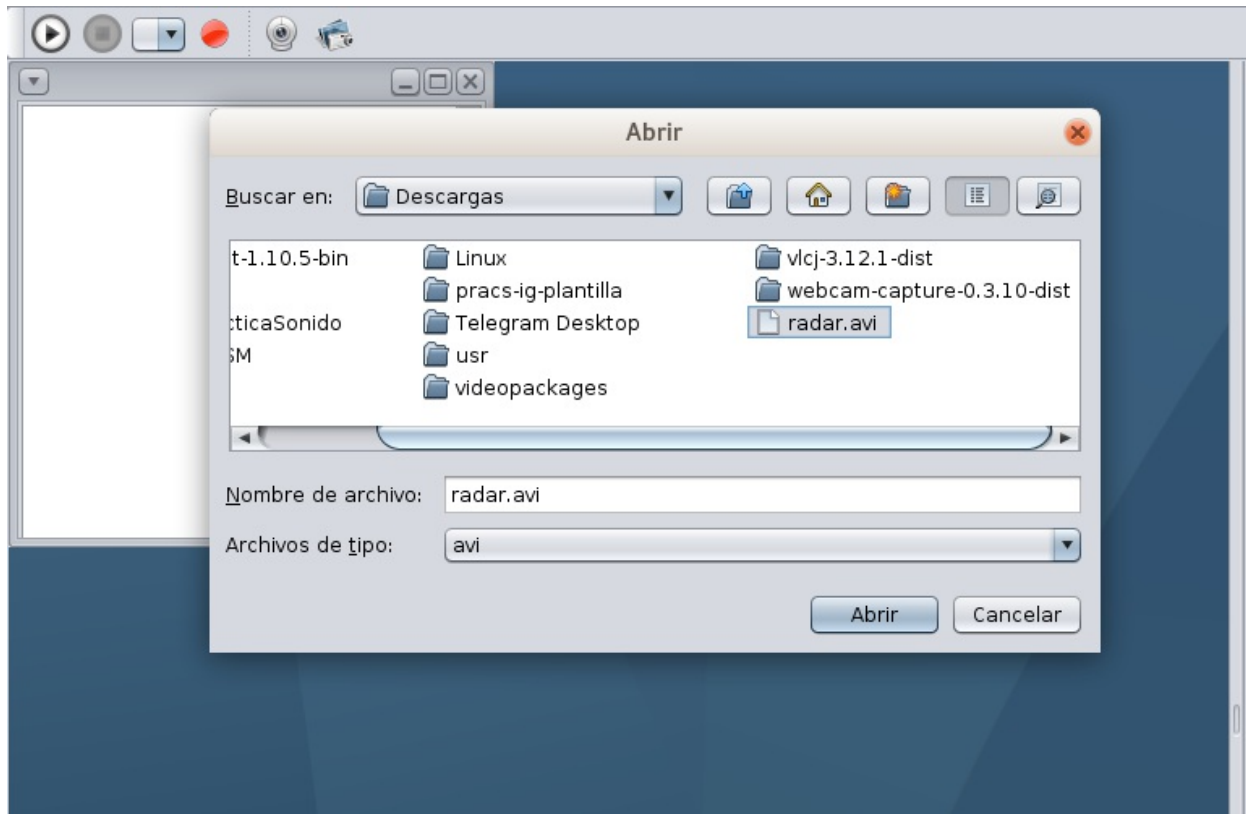 Abrir
Buscar en: Descargas
t-1.10.5-bin Linux vlcj-3.12.1-dist
pracs-ig-plantilla webcam-capture-0.3.10-dist
cticaSonido Telegram Desktop radar.avi
SM usr
videopackages
Nombre de archivo: radar.avi
Archivos de tipo: avi
Abrir Cancelar